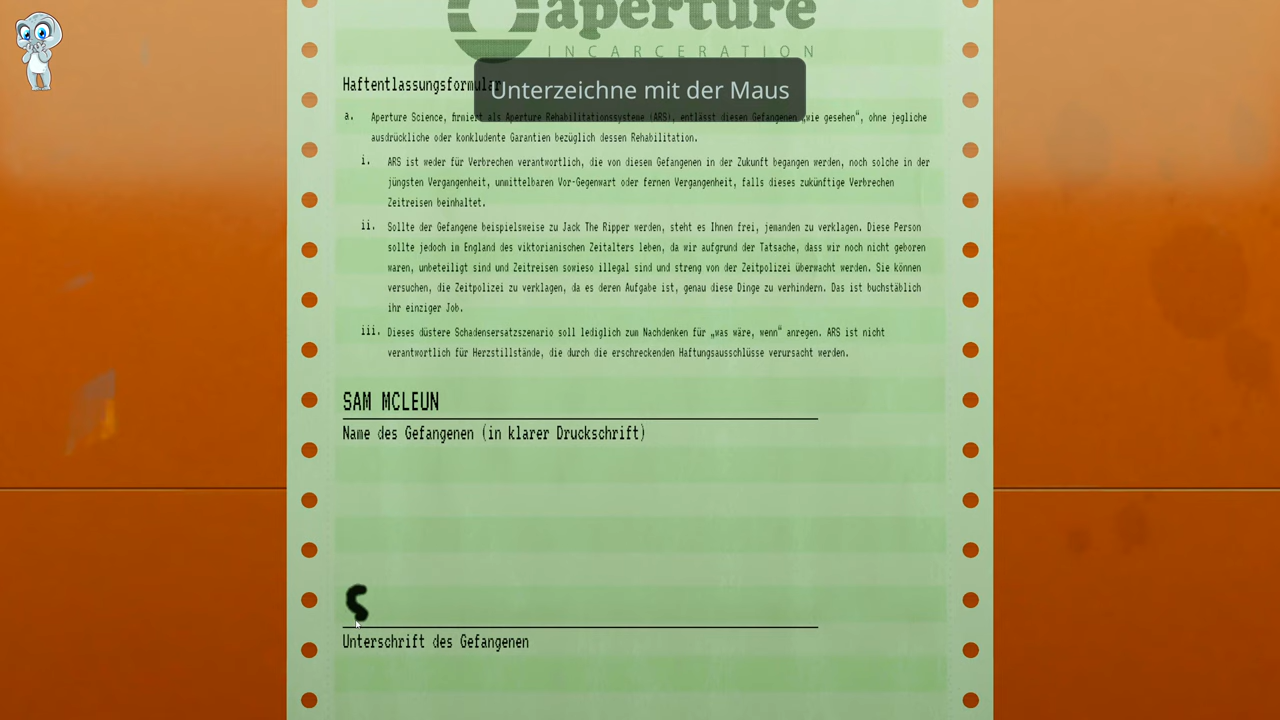 aperture
INCARCERATION
Haftentlassungsformular
Unterzeichne mit der Maus
a. Aperture Science, firmiert als Aperture Rehabilitationssysteme (ARS), entlässt diesen Gefangenen „wie gesehen“, ohne jegliche
ausdrückliche oder konkludente Garantien bezüglich dessen Rehabilitation.
i. ARS ist weder für Verbrechen verantwortlich, die von diesem Gefangenen in der Zukunft begangen werden, noch solche in der
jüngsten Vergangenheit, unmittelbaren Vor-Gegenwart oder fernen Vergangenheit, falls dieses zukünftige Verbrechen
Zeitreisen beinhaltet.
ii. Sollte der Gefangene beispielsweise zu Jack The Ripper werden, steht es Ihnen frei, jemanden zu verklagen. Diese Person
sollte jedoch im England des viktorianischen Zeitalters leben, da wir aufgrund der Tatsache, dass wir noch nicht geboren
waren, unbeteiligt sind und Zeitreisen sowieso illegal sind und streng von der Zeitpolizei überwacht werden. Sie können
versuchen, die Zeitpolizei zu verklagen, da es deren Aufgabe ist, genau diese Dinge zu verhindern. Das ist buchstäblich
ihr einziger Job.
iii. Dieses düstere Schadensersatzszenario soll lediglich zum Nachdenken für „was wäre, wenn“ anregen. ARS ist nicht
verantwortlich für Herzstillstände, die durch die erschreckenden Haftungsausschlüsse verursacht werden.
SAM MCLEUN
Name des Gefangenen (in klarer Druckschrift)
S
Unterschrift des Gefangenen